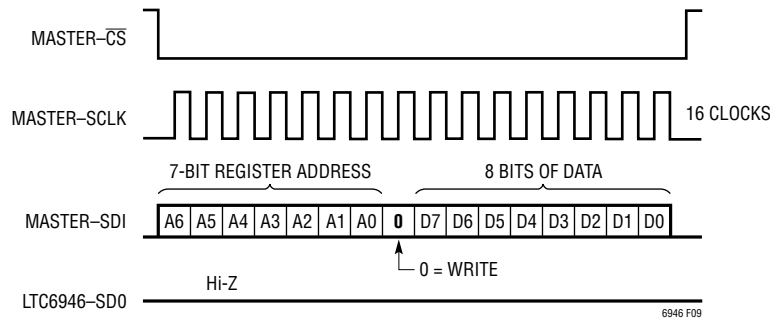 MASTER–CS
MASTER–SCLK
16 CLOCKS
7-BIT REGISTER ADDRESS
8 BITS OF DATA
MASTER–SDI
A6 A5 A4 A3 A2 A1 A0 0 D7 D6 D5 D4 D3 D2 D1 D0
0 = WRITE
Hi-Z
LTC6946–SD0
6946 F09